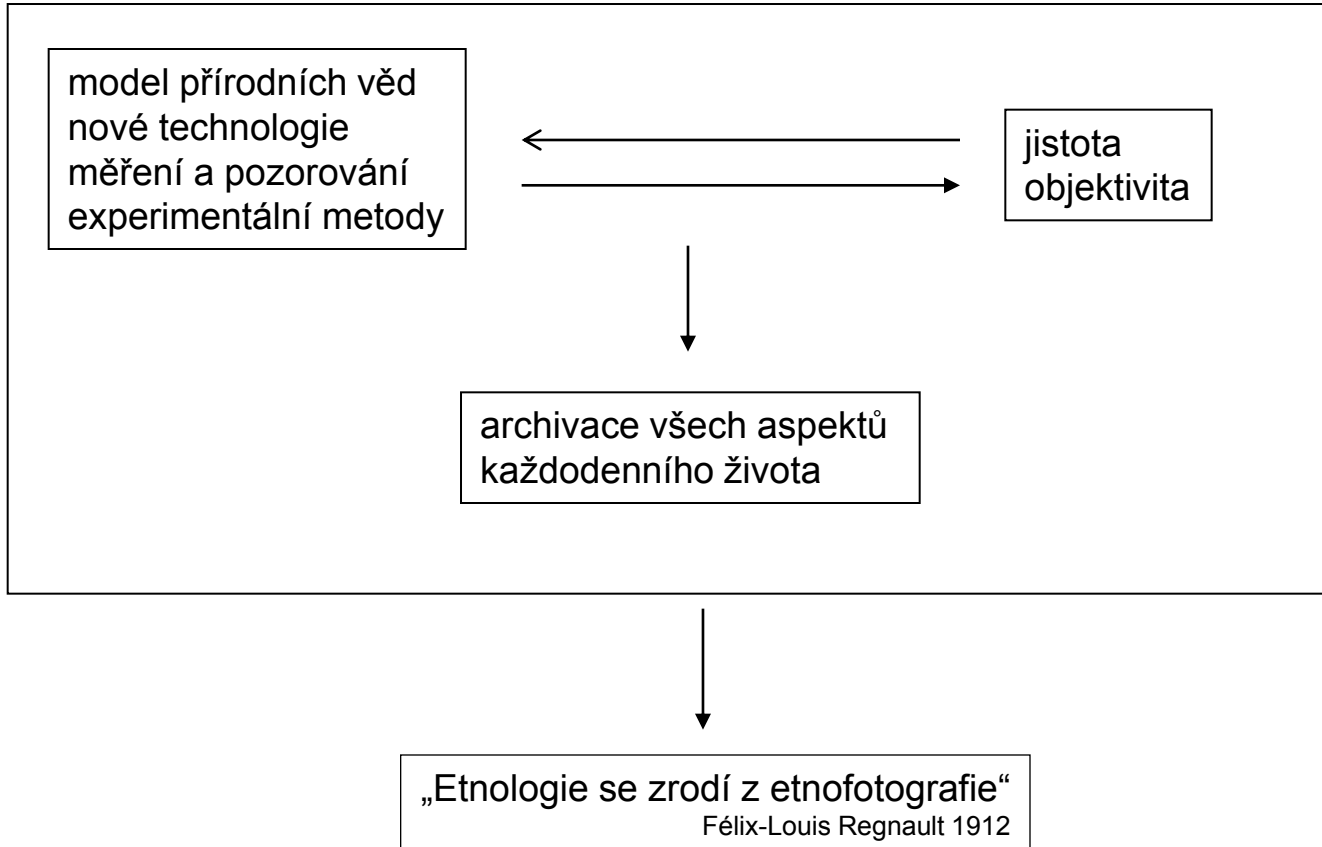 model přírodních věd
nové technologie
měření a pozorování
experimentální metody
jistota
objektivita
archivace všech aspektů
každodenního života
„Etnologie se zrodí z etnofotografie“
Félix-Louis Regnault 1912